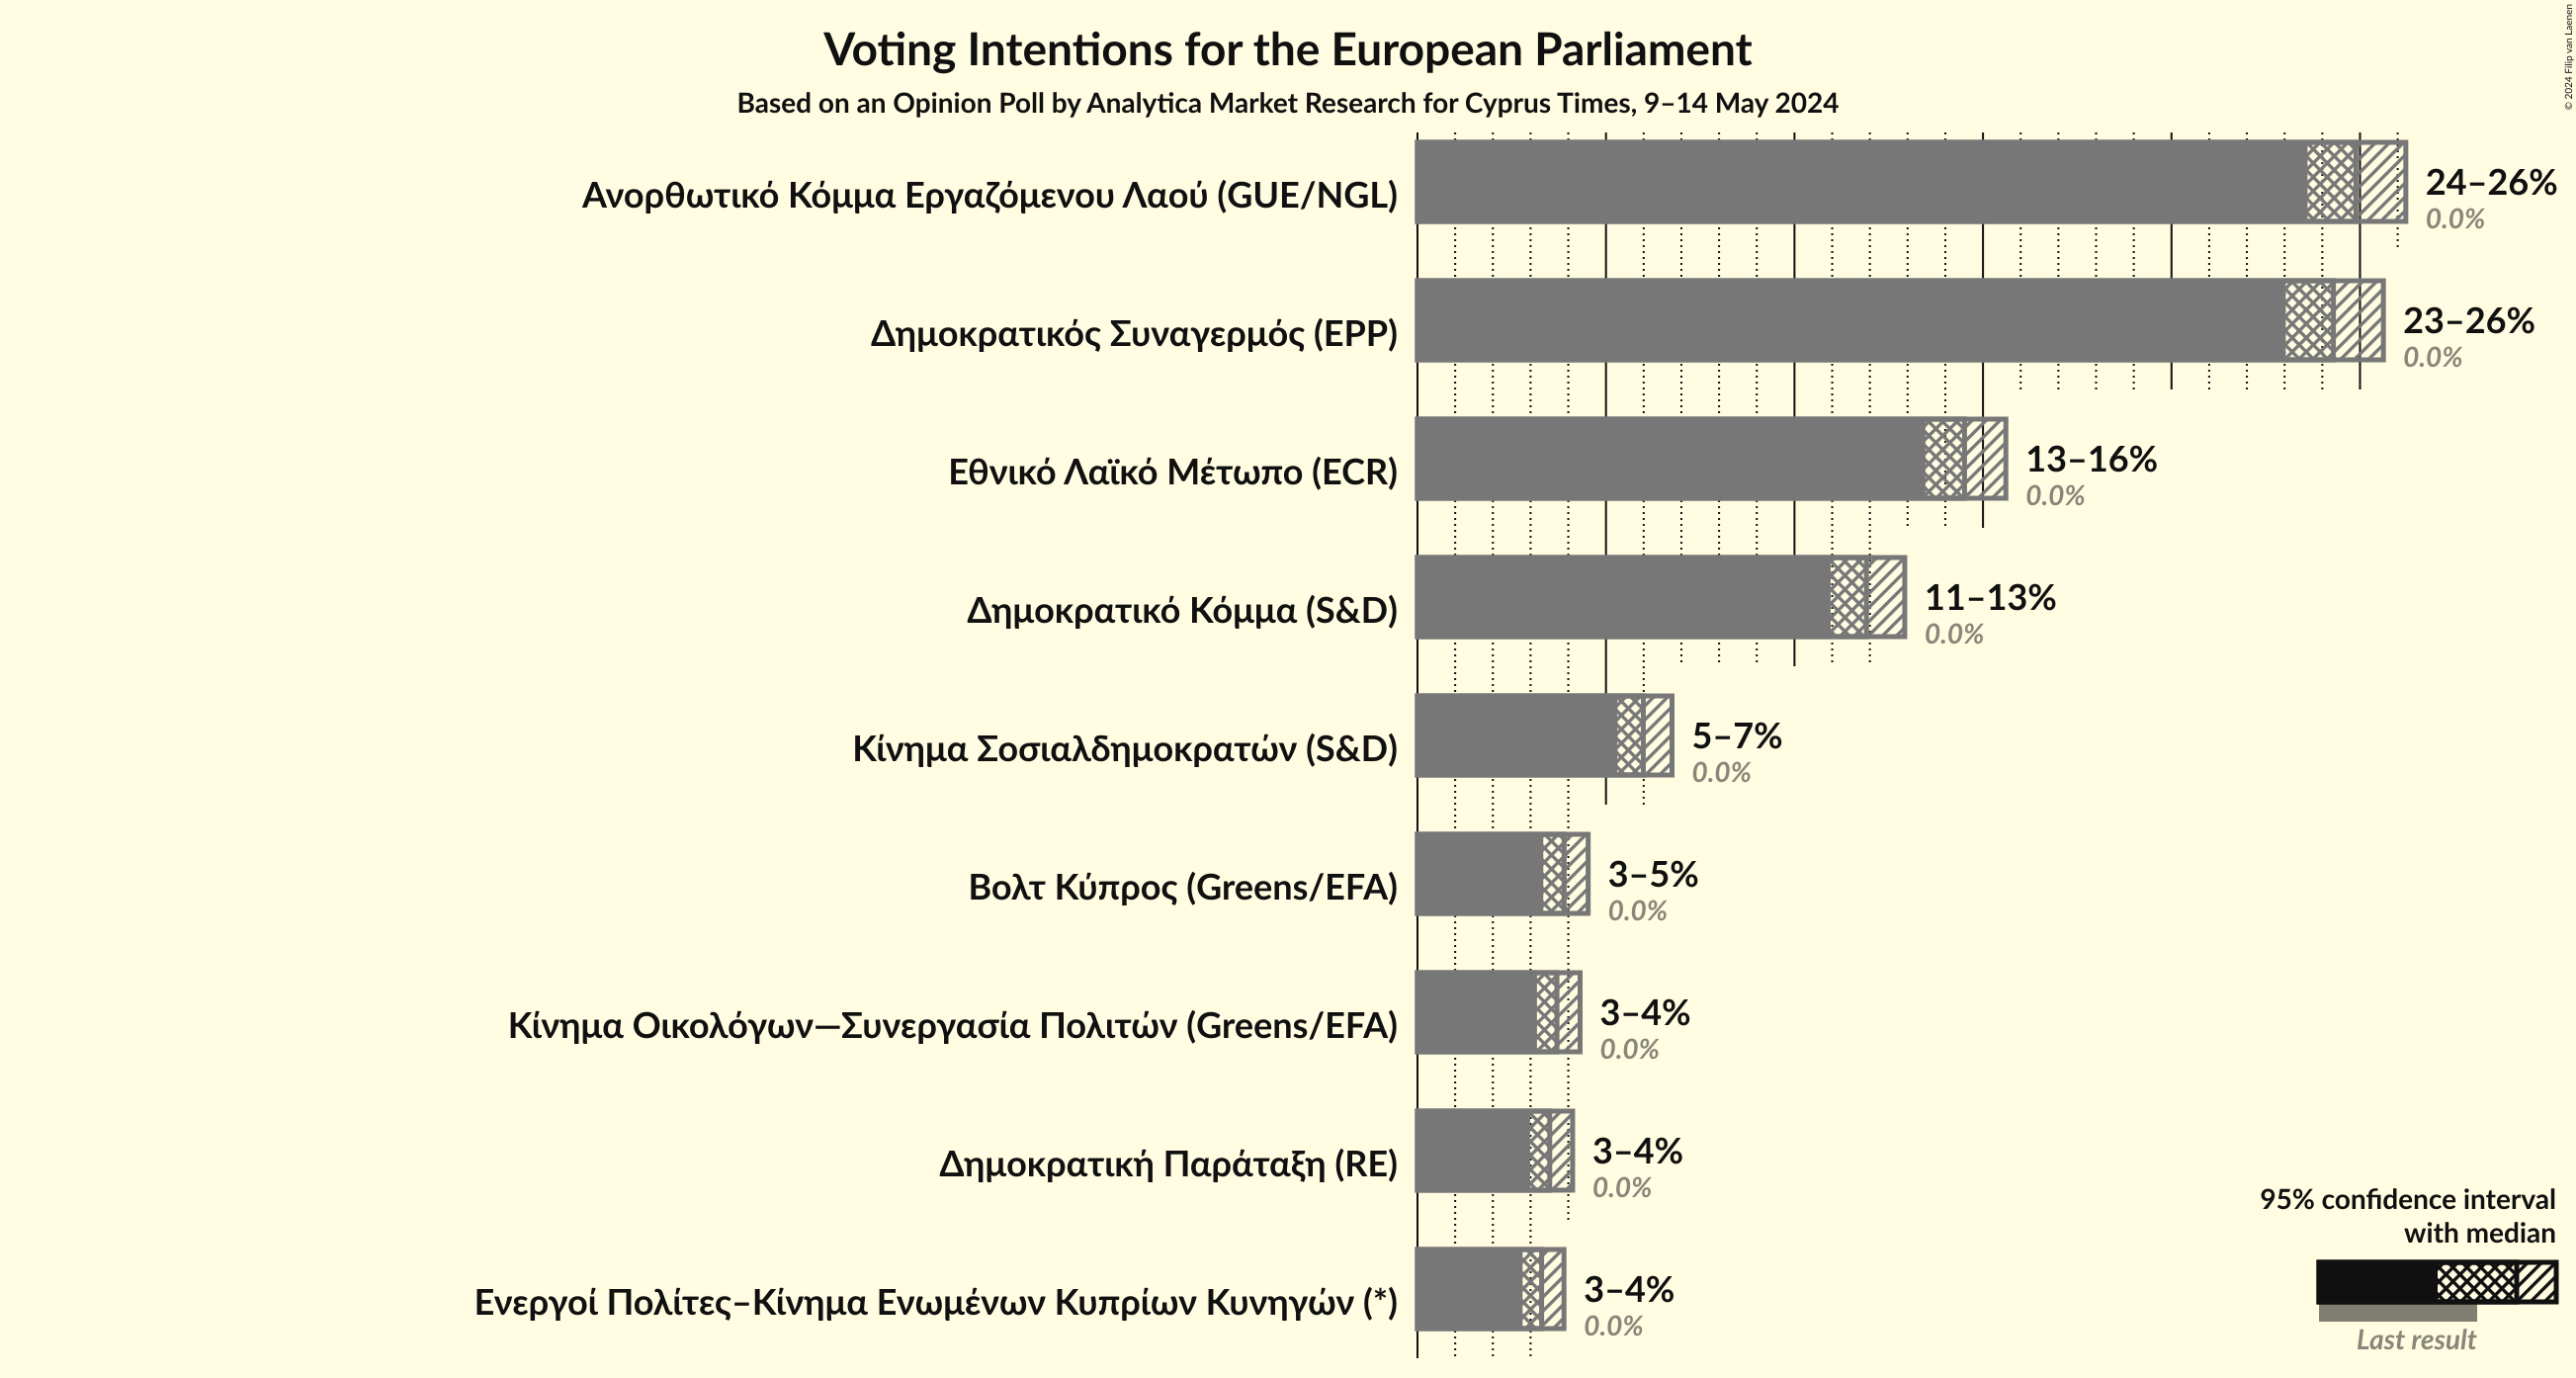 Voting Intentions for the European Parliament
Based on an Opinion Poll by Analytica Market Research for Cyprus Times, 9–14 May 2024
© 2024 Filip van Laenen
Ανορθωτικό Κόμμα Εργαζόμενου Λαού (GUE/NGL)
24–26%
0.0%
Δημοκρατικός Συναγερμός (EPP)
23–26%
0.0%
Εθνικό Λαϊκό Μέτωπο (ECR)
13–16%
0.0%
Δημοκρατικό Κόμμα (S&D)
11–13%
0.0%
Κίνημα Σοσιαλδημοκρατών (S&D)
5–7%
0.0%
Βολτ Κύπρος (Greens/EFA)
3–5%
0.0%
Κίνημα Οικολόγων—Συνεργασία Πολιτών (Greens/EFA)
3–4%
0.0%
Δημοκρατική Παράταξη (RE)
3–4%
0.0%
Ενεργοί Πολίτες–Κίνημα Ενωμένων Κυπρίων Κυνηγών (*)
3–4%
0.0%
95% confidence interval
with median
Last result